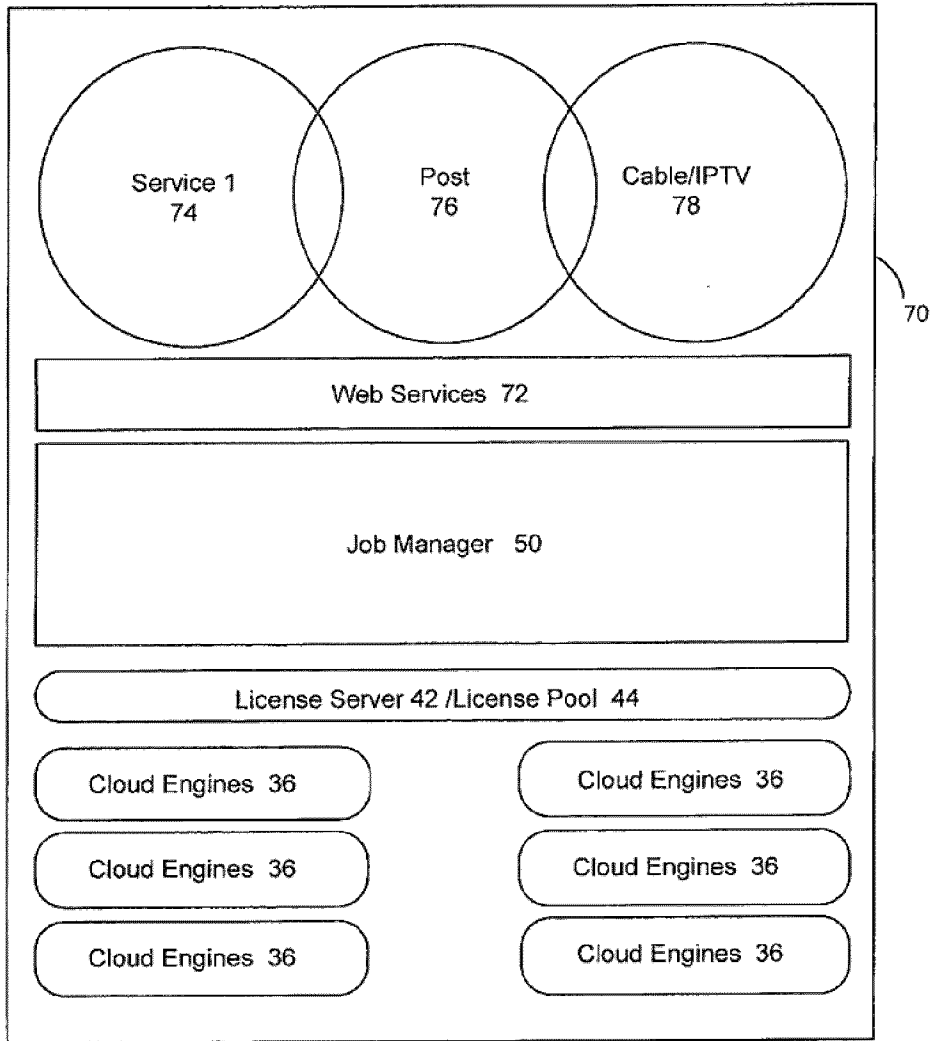 Service 1
74
Post
76
Cable/IPTV
78
70
Web Services 72
Job Manager 50
License Server 42 /License Pool 44
Cloud Engines 36
Cloud Engines 36
Cloud Engines 36
Cloud Engines 36
Cloud Engines 36
Cloud Engines 36